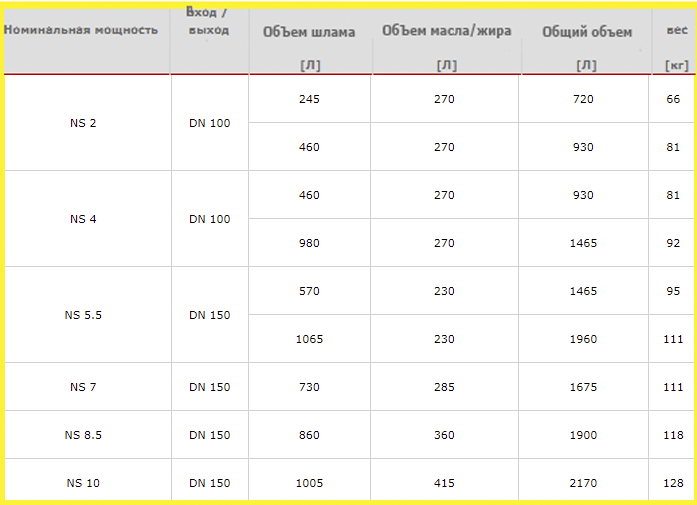 Номинальная мощность Вход / выход ОбЪем шлама [Л] Объем масла/жира [Л] Общий объем [Л] вес [кг]
NS 2 DN 100 245 270 720 66
460 270 930 81
NS 4 DN 100 460 270 930 81
980 270 1465 92
NS 5.5 DN 150 570 230 1465 95
1065 230 1960 111
NS 7 DN 150 730 285 1675 111
NS 8.5 DN 150 860 360 1900 118
NS 10 DN 150 1005 415 2170 128